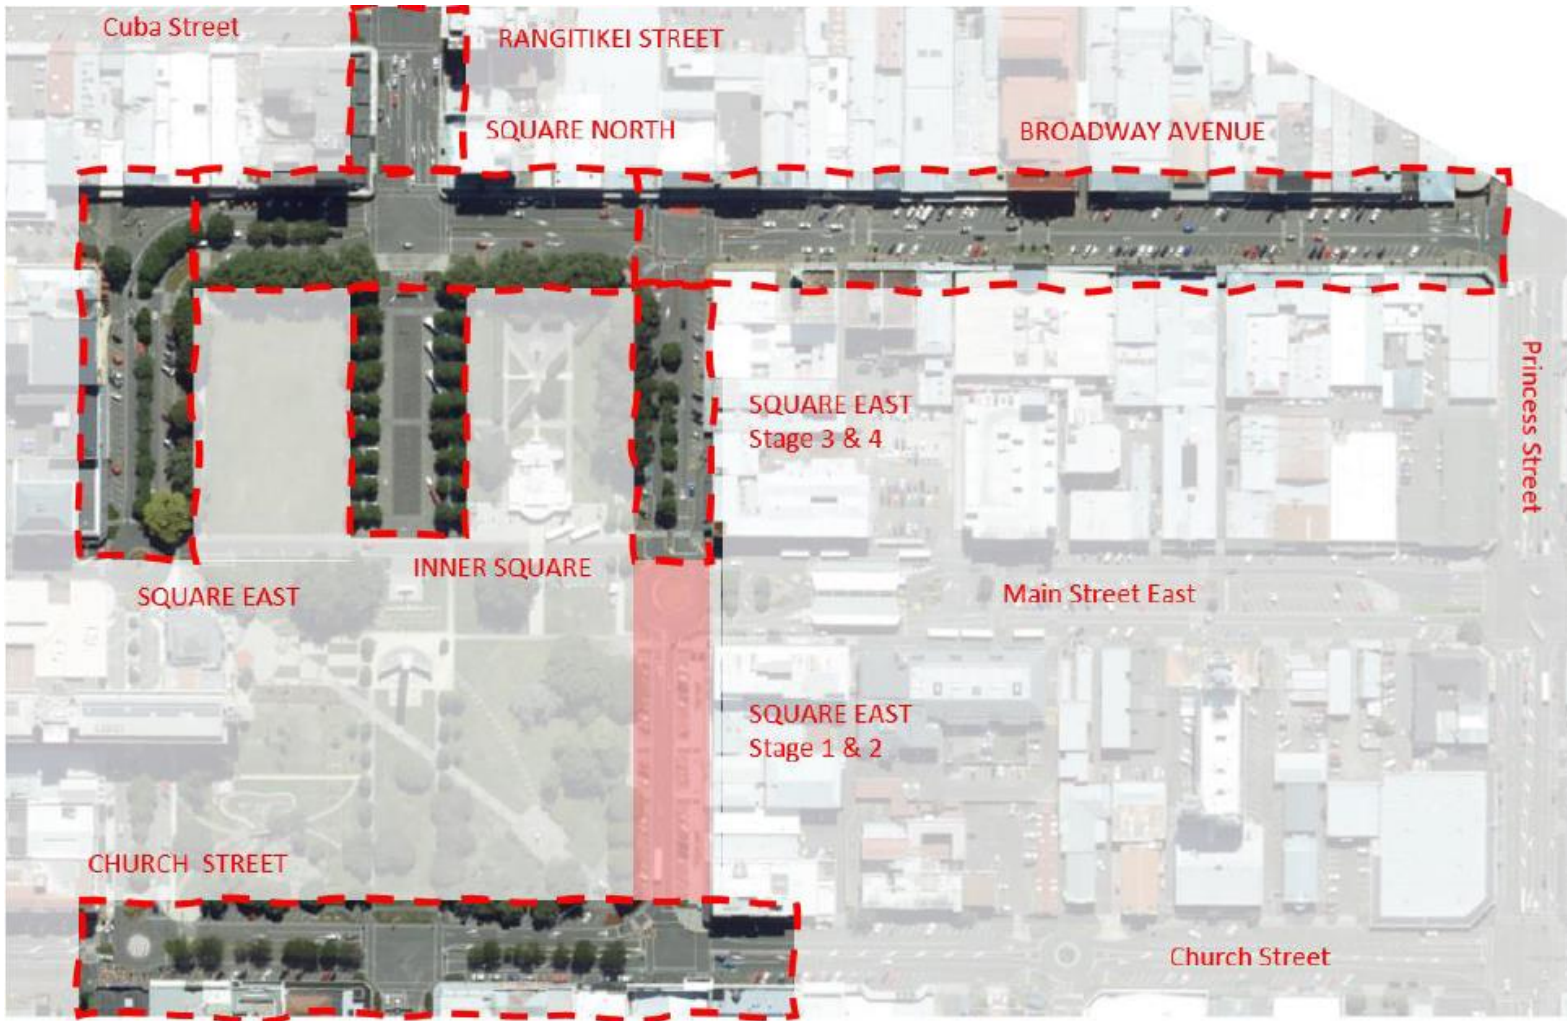 Cuba Street
RANGITIKEI STREET
SQUARE NORTH
BROADWAY AVENUE
SQUARE EAST
Stage 3 & 4
Princess Street
INNER SQUARE
SQUARE EAST
Main Street East
SQUARE EAST
Stage 1 & 2
CHURCH STREET
Church Street